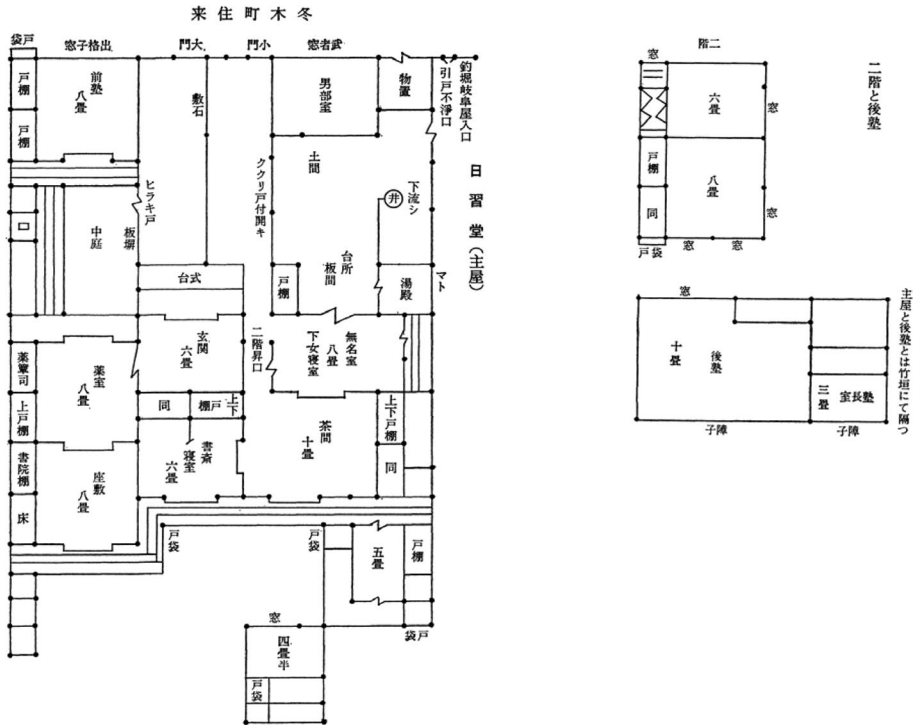 冬木町住来
武者窓
小門
大門
出格子窓
戸袋
釣堀岐阜屋入口
引戸不淨口
物置
男部室
敷石
前塾
八畳
戸棚
戸棚
日習堂(主屋)
土間
下流シ
井
ククリ戸付開キ
ヒラキ戸
板塀
中庭
口
台所
板間
戸棚
湯殿
マト
台式
玄関
六畳
二階昇口
無名室
八畳
下女寝室
薬室
八畳
薬簞司
上戸棚
上下
戸棚
同
茶間
十畳
上下戸棚
同
書斎
寝室
六畳
座敷
八畳
書院棚
床
戸袋
戸袋
五畳
戸棚
戸袋
窓
四畳半
戸袋
二階と後塾
二階
窓
六畳
窓
八畳
窓
戸棚
同
戸袋
窓
窓
主屋と後塾とは竹垣にて隔つ
窓
後塾
十畳
塾長室
三畳
障子
障子